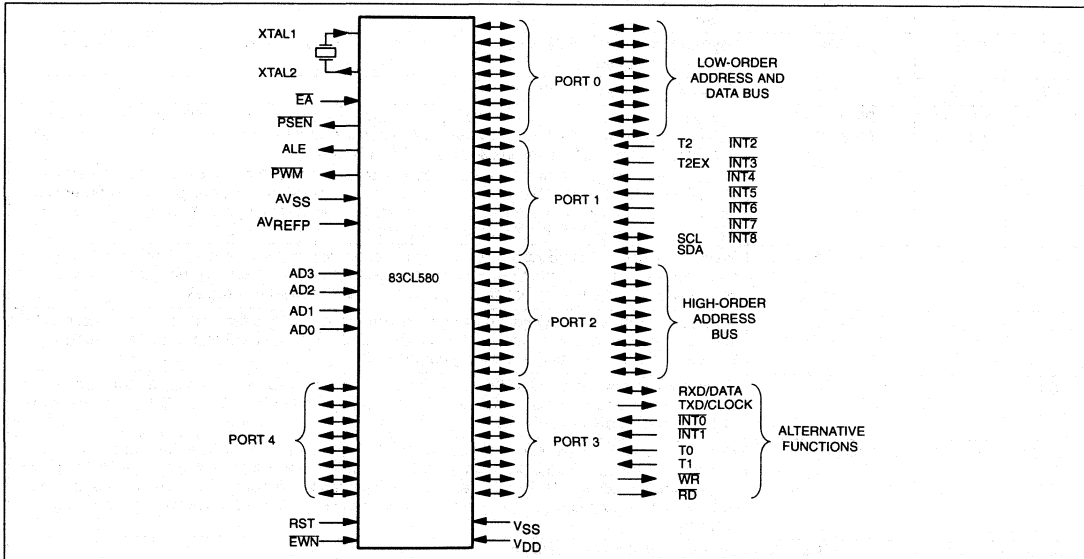 XTAL1
XTAL2
EA
PSEN
ALE
PWM
AVSS
AVREFP
AD3
AD2
AD1
AD0
PORT 4
RST
EWN
83CL580
PORT 0
PORT 1
PORT 2
PORT 3
VSS
VDD
LOW-ORDER
ADDRESS AND
DATA BUS
T2 INT2
T2EX INT3
INT4
INT5
INT6
INT7
SCL INT8
SDA
HIGH-ORDER
ADDRESS
BUS
RXD/DATA
TXD/CLOCK
INT0
INT1
T0
T1
WR
RD
ALTERNATIVE
FUNCTIONS